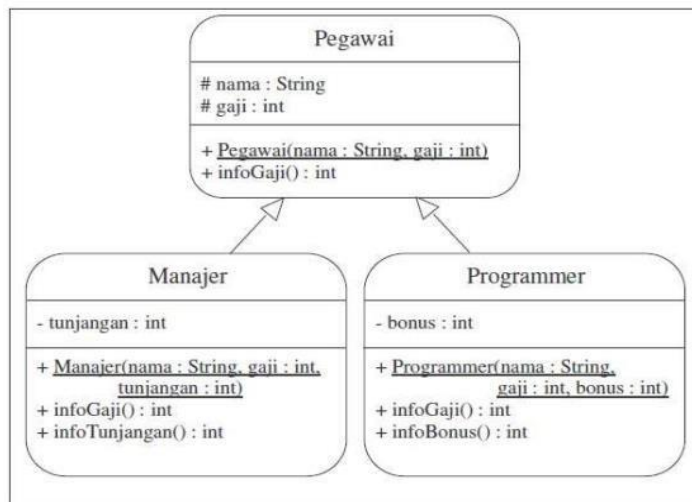 Pegawai
# nama : String
# gaji : int
+ Pegawai(nama : String, gaji : int)
+ infoGaji() : int
Manajer
- tunjangan : int
+ Manajer(nama : String, gaji : int,
tunjangan : int)
+ infoGaji() : int
+ infoTunjangan() : int
Programmer
- bonus : int
+ Programmer(nama : String,
gaji : int, bonus : int)
+ infoGaji() : int
+ infoBonus() : int